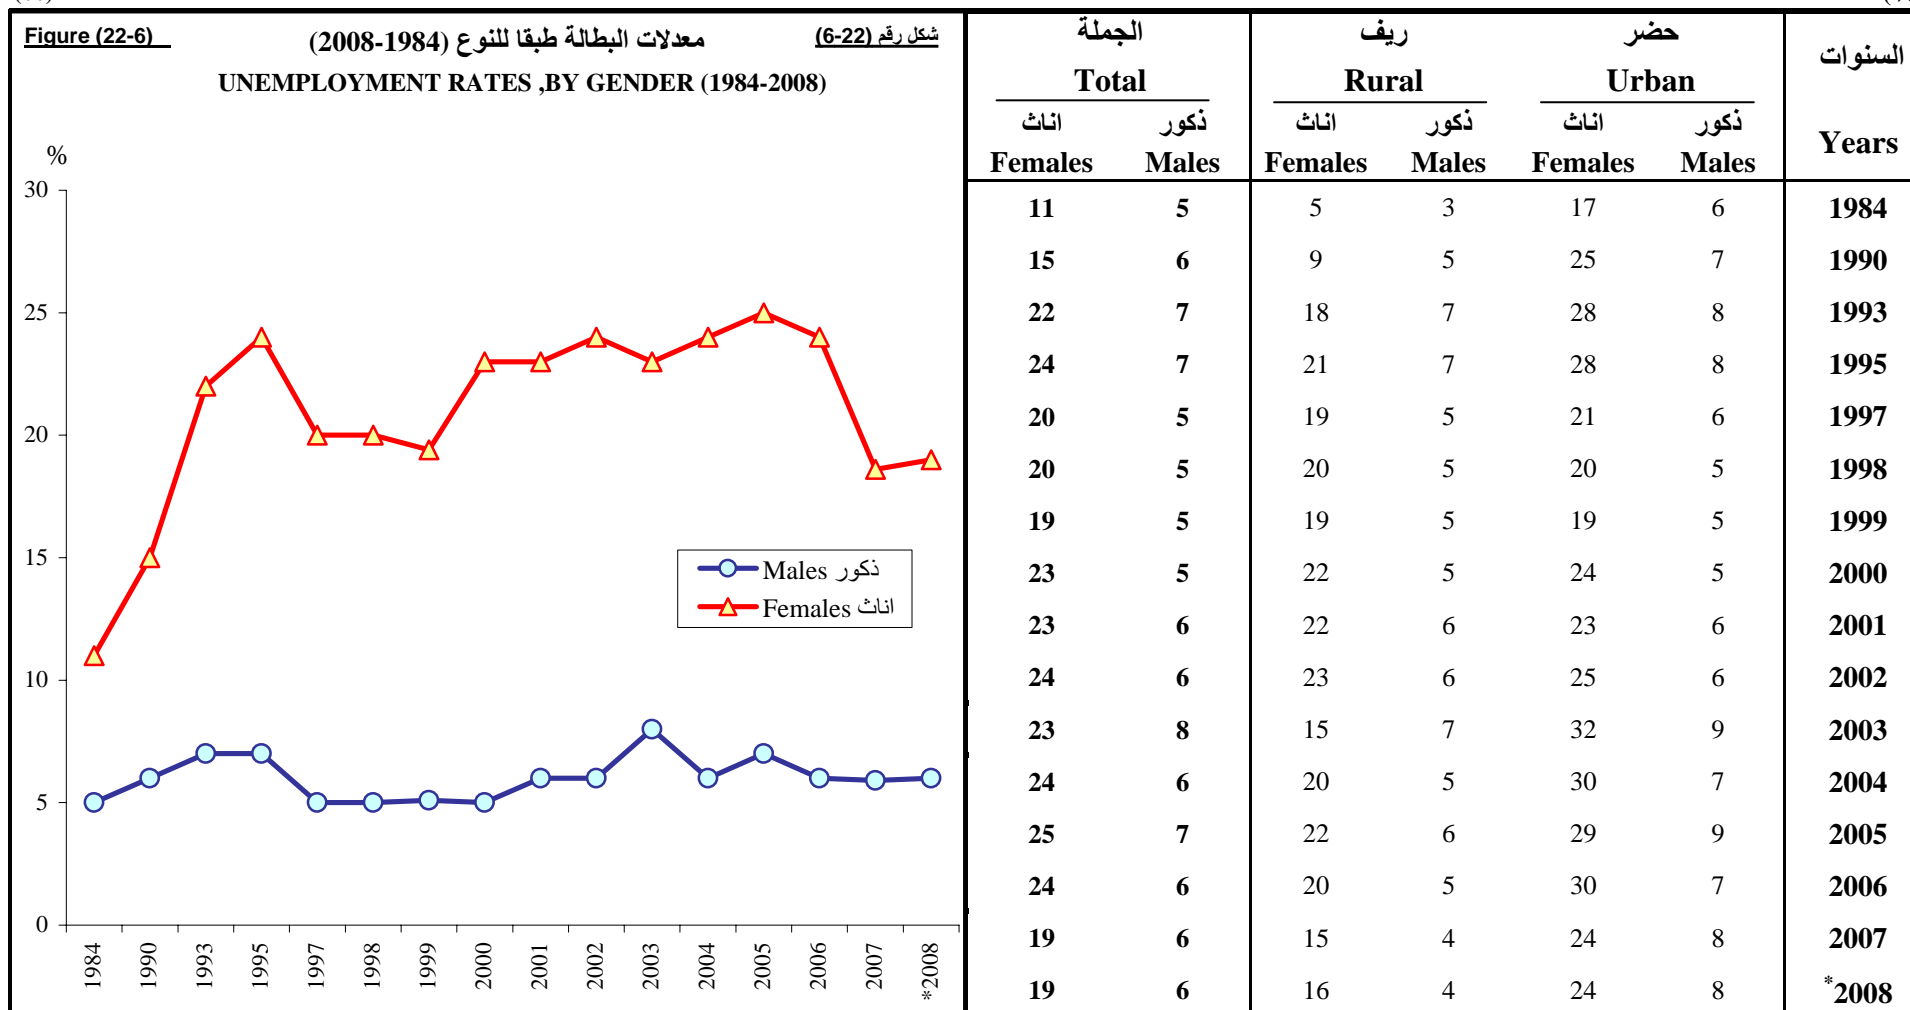 Figure (22-6) معدلات البطالة طبقا للنوع (1984-2008) شكل رقم (22-6)
UNEMPLOYMENT RATES ,BY GENDER (1984-2008)
%
30
25
20
15
10
5
0
Males ذكور
Females اناث
1984 1990 1993 1995 1997 1998 1999 2000 2001 2002 2003 2004 2005 2006 2007 *2008
الجملة ريف حضر السنوات
Total Rural Urban
اناث ذكور اناث ذكور اناث ذكور
Females Males Females Males Females Males Years
11 5 5 3 17 6 1984
15 6 9 5 25 7 1990
22 7 18 7 28 8 1993
24 7 21 7 28 8 1995
20 5 19 5 21 6 1997
20 5 20 5 20 5 1998
19 5 19 5 19 5 1999
23 5 22 5 24 5 2000
23 6 22 6 23 6 2001
24 6 23 6 25 6 2002
23 8 15 7 32 9 2003
24 6 20 5 30 7 2004
25 7 22 6 29 9 2005
24 6 20 5 30 7 2006
19 6 15 4 24 8 2007
19 6 16 4 24 8 *2008